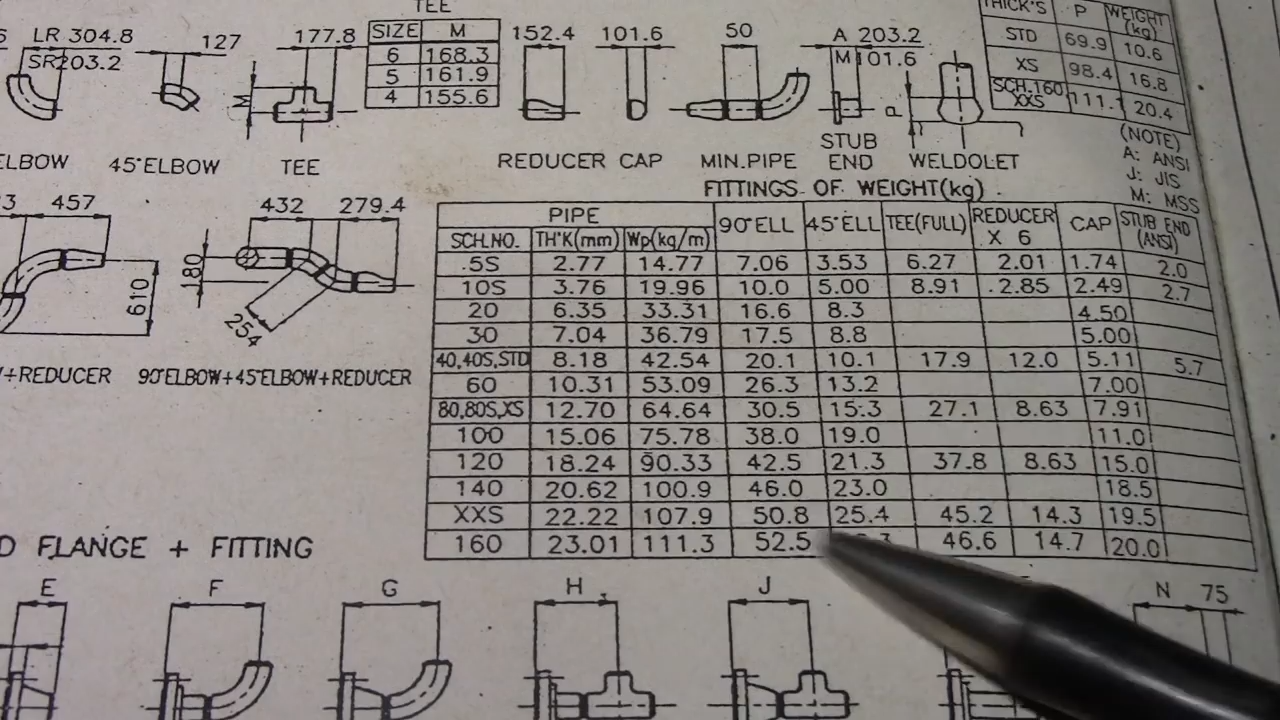 TEE
LR 304.8
SR203.2
127
177.8
SIZE M
6 168.3
5 161.9
4 155.6
M
152.4
101.6
50
A 203.2
M 101.6
P
THICK'S P WEIGHT (kg)
STD 69.9 10.6
XS 98.4 16.8
SCH.160 XXS 111.1 20.4
(NOTE)
A: ANSI
J: JIS
M: MSS
ELBOW
45°ELBOW
TEE
REDUCER
CAP
MIN.PIPE
STUB END
WELDOLET
FITTINGS OF WEIGHT(kg)
457
610
432
279.4
180
254
+REDUCER
90°ELBOW+45°ELBOW+REDUCER
PIPE 90°ELL 45°ELL TEE(FULL) REDUCER X 6 CAP STUB END (ANSI)
SCH.NO. TH'K(mm) Wp(kg/m)
5S 2.77 14.77 7.06 3.53 6.27 2.01 1.74 2.0
10S 3.76 19.96 10.0 5.00 8.91 2.85 2.49 2.7
20 6.35 33.31 16.6 8.3 4.50
30 7.04 36.79 17.5 8.8 5.00
40,40S,STD 8.18 42.54 20.1 10.1 17.9 12.0 5.11 5.7
60 10.31 53.09 26.3 13.2 7.00
80,80S,XS 12.70 64.64 30.5 15.3 27.1 8.63 7.91
100 15.06 75.78 38.0 19.0 11.0
120 18.24 90.33 42.5 21.3 37.8 8.63 15.0
140 20.62 100.9 46.0 23.0 18.5
XXS 22.22 107.9 50.8 25.4 45.2 14.3 19.5
160 23.01 111.3 52.5 46.6 14.7 20.0
FLANGE + FITTING
E
F
G
H
J
N
75